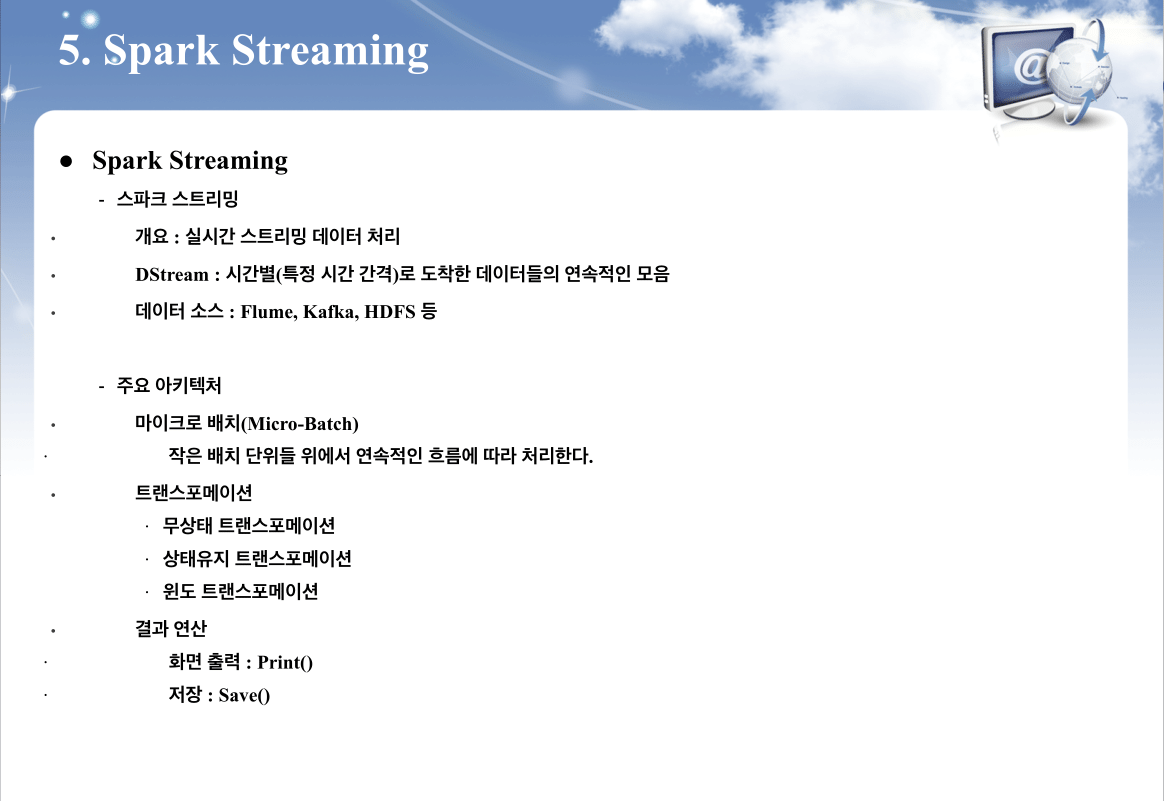 5. Spark Streaming
● Spark Streaming
- 스파크 스트리밍
• 개요 : 실시간 스트리밍 데이터 처리
• DStream : 시간별(특정 시간 간격)로 도착한 데이터들의 연속적인 모음
• 데이터 소스 : Flume, Kafka, HDFS 등
- 주요 아키텍처
• 마이크로 배치(Micro-Batch)
· 작은 배치 단위들 위에서 연속적인 흐름에 따라 처리한다.
• 트랜스포메이션
· 무상태 트랜스포메이션
· 상태유지 트랜스포메이션
· 윈도 트랜스포메이션
• 결과 연산
· 화면 출력 : Print()
· 저장 : Save()